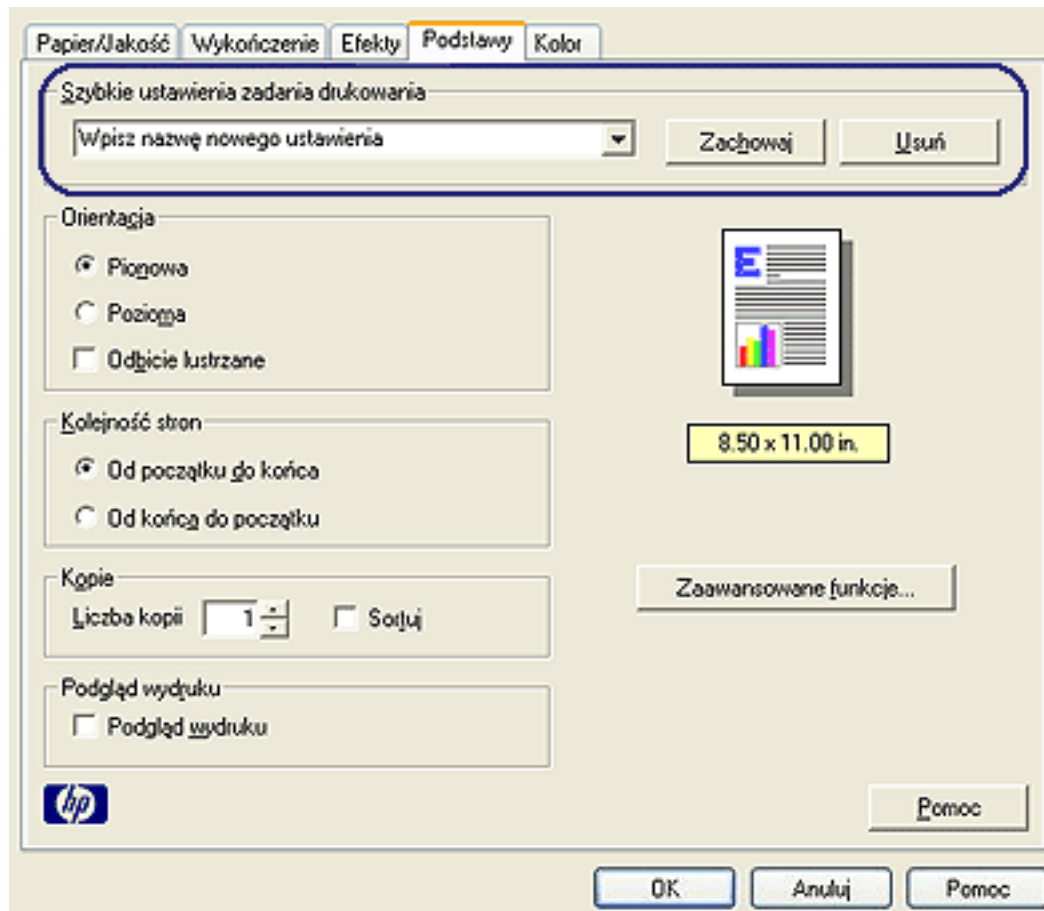 Papier/Jakość Wykończenie Efekty Podstawy Kolor
Szybkie ustawienia zadania drukowania
Wpisz nazwę nowego ustawienia Zachowaj Usuń
Orientacja
Pionowa
Pozioma
Odbicie lustrzane
8.50 x 11.00 in.
Kolejność stron
Od początku do końca
Od końca do początku
Kopie
Liczba kopii 1 Sortuj
Zaawansowane funkcje...
Podgląd wydruku
Podgląd wydruku
hp
Pomoc
OK Anuluj Pomoc